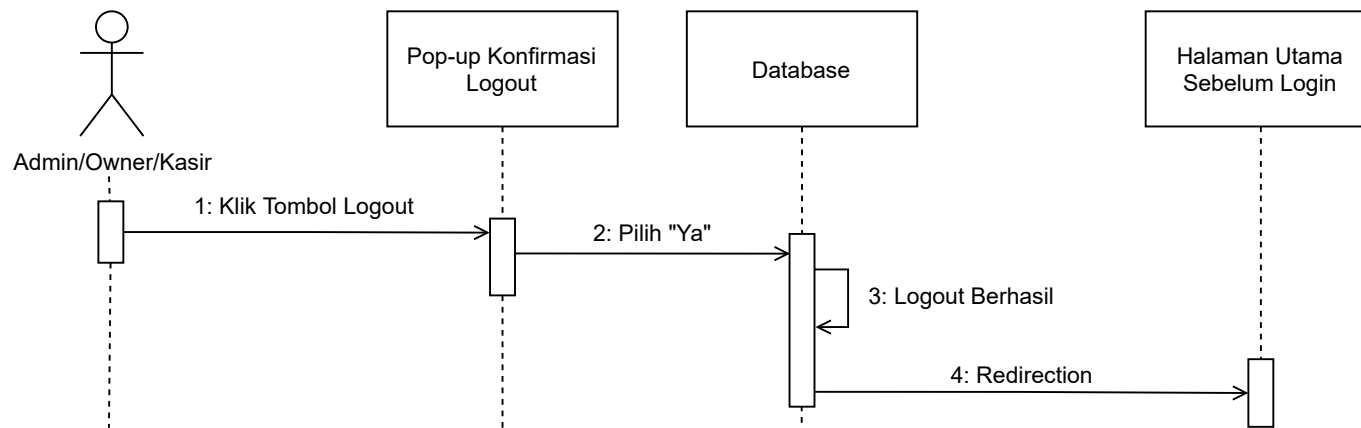 Pop-up Konfirmasi
Logout
Database
Halaman Utama
Sebelum Login
Admin/Owner/Kasir
1: Klik Tombol Logout
2: Pilih "Ya"
3: Logout Berhasil
4: Redirection